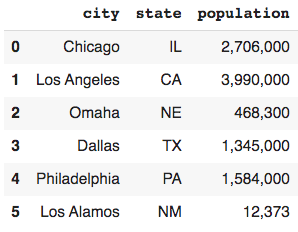 city state population
0 Chicago IL 2,706,000
1 Los Angeles CA 3,990,000
2 Omaha NE 468,300
3 Dallas TX 1,345,000
4 Philadelphia PA 1,584,000
5 Los Alamos NM 12,373